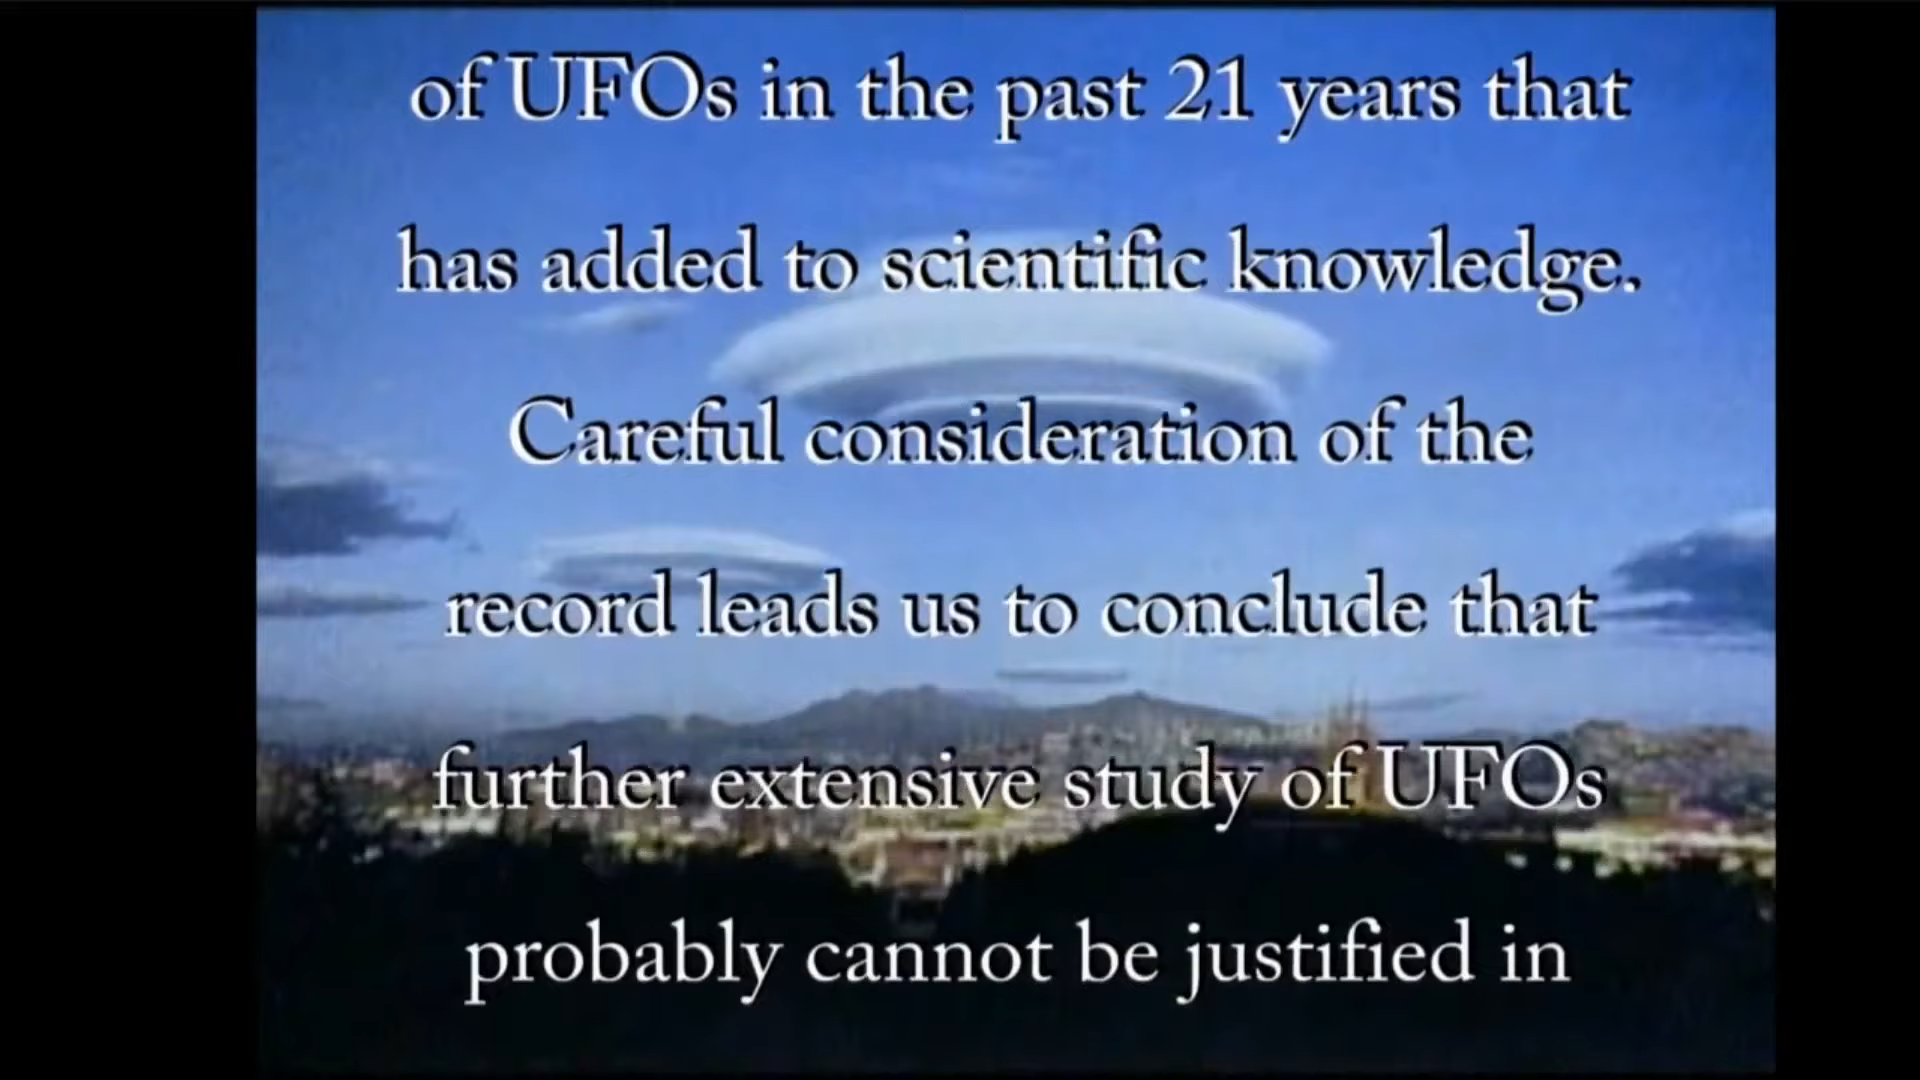 of UFOs in the past 21 years that
has added to scientific knowledge.
Careful consideration of the
record leads us to conclude that
further extensive study of UFOs
probably cannot be justified in